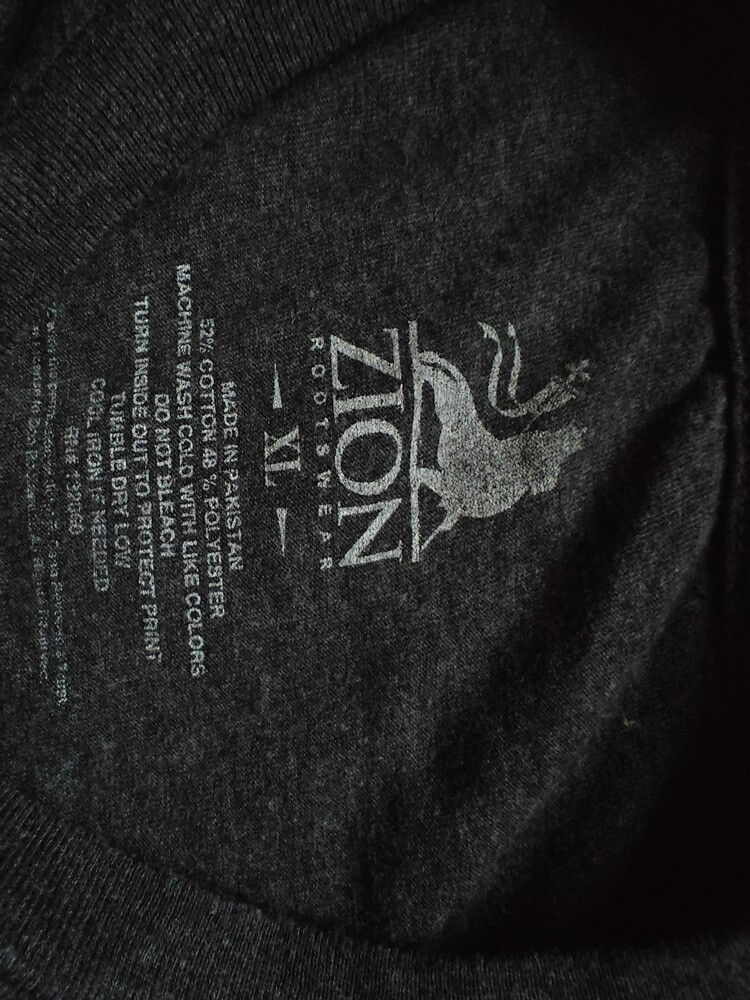 ZION
ROOTSWEAR
XL
MADE IN PAKISTAN
52% COTTON 48 % POLYESTER
MACHINE WASH COLD WITH LIKE COLORS
DO NOT BLEACH
TURN INSIDE OUT TO PROTECT PRINT
TUMBLE DRY LOW
COOL IRON IF NEEDED